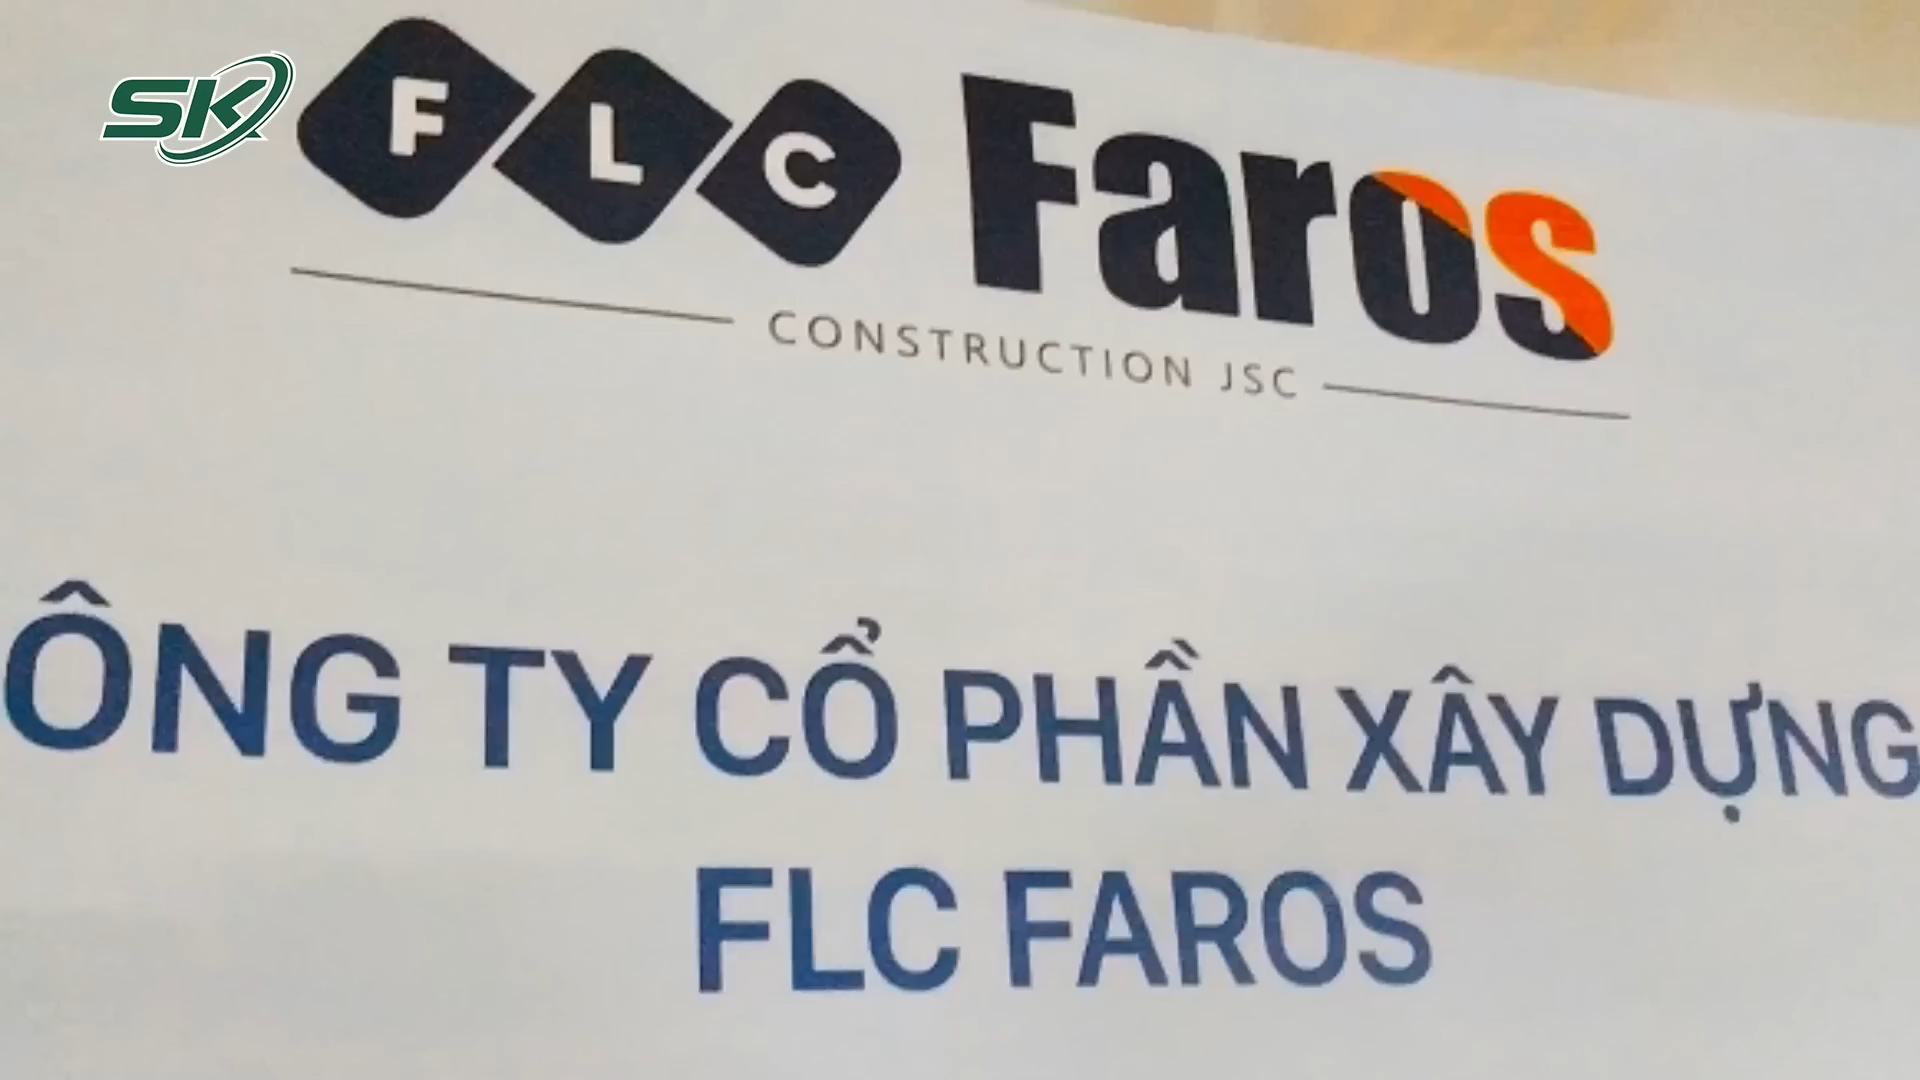 SK
FLC Faros
CONSTRUCTION JSC
ÔNG TY CỔ PHẦN XÂY DỰNG
FLC FAROS